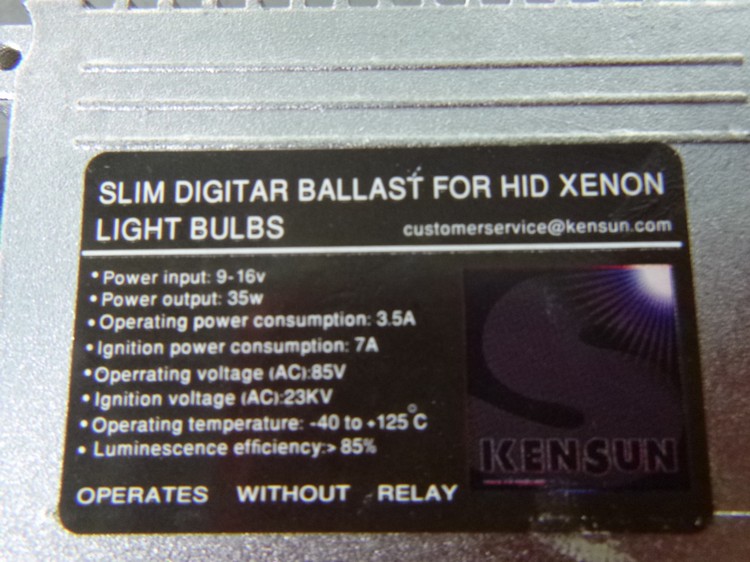 SLIM DIGITAR BALLAST FOR HID XENON
LIGHT BULBS customerservice@kensun.com
•Power input: 9-16v
•Power output: 35w
•Operating power consumption: 3.5A
•Ignition power consumption: 7A
•Operrating voltage (AC):85V
•Ignition voltage (AC):23KV
•Operating temperature: -40 to +125°C
• Luminescence efficiency:> 85%
KENSUN
OPERATES WITHOUT RELAY